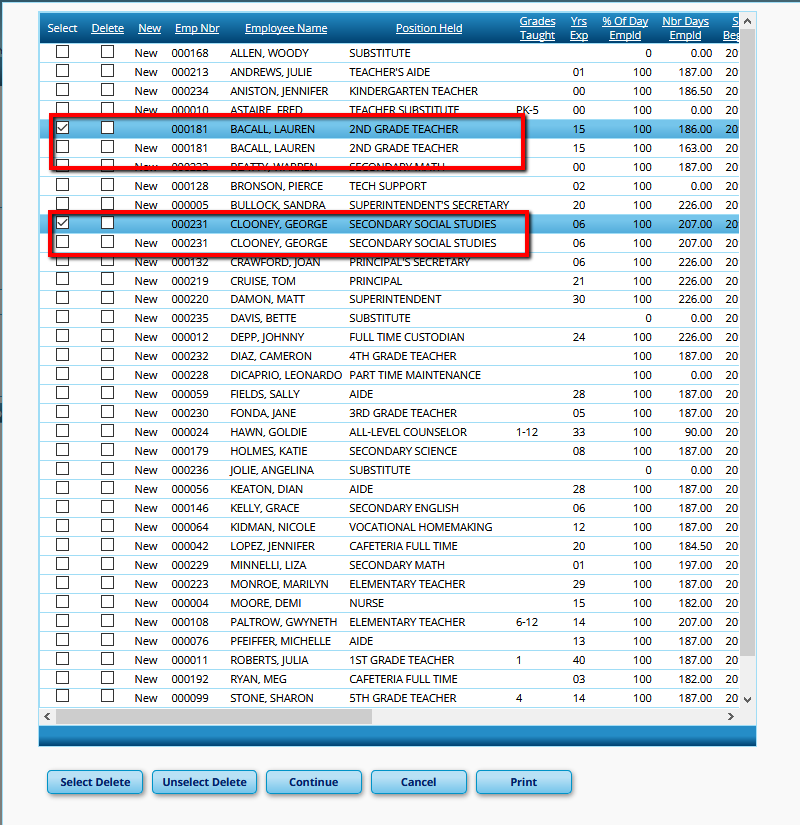 Select Delete New Emp Nbr Employee Name Position Held Grades Taught Yrs Exp % Of Day Empld Nbr Days Empld S Beg
New 000168 ALLEN, WOODY SUBSTITUTE 0 0.00 20
New 000213 ANDREWS, JULIE TEACHER'S AIDE 01 100 187.00 20
New 000234 ANISTON, JENNIFER KINDERGARTEN TEACHER 00 100 186.50 20
New 000010 ASTAIRE, FRED TEACHER SUBSTITUTE PK-5 00 100 0.00 20
000181 BACALL, LAUREN 2ND GRADE TEACHER 15 100 186.00 20
New 000181 BACALL, LAUREN 2ND GRADE TEACHER 15 100 163.00 20
New 000233 BEATTY, WARREN SECONDARY MATH 00 100 187.00 20
New 000128 BRONSON, PIERCE TECH SUPPORT 02 100 0.00 20
New 000005 BULLOCK, SANDRA SUPERINTENDENT'S SECRETARY 20 100 226.00 20
000231 CLOONEY, GEORGE SECONDARY SOCIAL STUDIES 06 100 207.00 20
New 000231 CLOONEY, GEORGE SECONDARY SOCIAL STUDIES 06 100 207.00 20
New 000132 CRAWFORD, JOAN PRINCIPAL'S SECRETARY 06 100 226.00 20
New 000219 CRUISE, TOM PRINCIPAL 21 100 226.00 20
New 000220 DAMON, MATT SUPERINTENDENT 30 100 226.00 20
New 000235 DAVIS, BETTE SUBSTITUTE 0 0.00 20
New 000012 DEPP, JOHNNY FULL TIME CUSTODIAN 24 100 226.00 20
New 000232 DIAZ, CAMERON 4TH GRADE TEACHER 100 187.00 20
New 000228 DICAPRIO, LEONARDO PART TIME MAINTENANCE 100 0.00 20
New 000059 FIELDS, SALLY AIDE 28 100 187.00 20
New 000230 FONDA, JANE 3RD GRADE TEACHER 05 100 187.00 20
New 000024 HAWN, GOLDIE ALL-LEVEL COUNSELOR 1-12 33 100 90.00 20
New 000179 HOLMES, KATIE SECONDARY SCIENCE 08 100 187.00 20
New 000236 JOLIE, ANGELINA SUBSTITUTE 0 0.00 20
New 000056 KEATON, DIAN AIDE 28 100 187.00 20
New 000146 KELLY, GRACE SECONDARY ENGLISH 06 100 187.00 20
New 000064 KIDMAN, NICOLE VOCATIONAL HOMEMAKING 12 100 187.00 20
New 000042 LOPEZ, JENNIFER CAFETERIA FULL TIME 20 100 184.50 20
New 000229 MINNELLI, LIZA SECONDARY MATH 01 100 197.00 20
New 000223 MONROE, MARILYN ELEMENTARY TEACHER 29 100 187.00 20
New 000004 MOORE, DEMI NURSE 15 100 182.00 20
New 000108 PALTROW, GWYNETH ELEMENTARY TEACHER 6-12 14 100 207.00 20
New 000076 PFEIFFER, MICHELLE AIDE 13 100 187.00 20
New 000011 ROBERTS, JULIA 1ST GRADE TEACHER 1 40 100 187.00 20
New 000192 RYAN, MEG CAFETERIA FULL TIME 03 100 182.00 20
New 000099 STONE, SHARON 5TH GRADE TEACHER 4 14 100 187.00 20
Select Delete Unselect Delete Continue Cancel Print